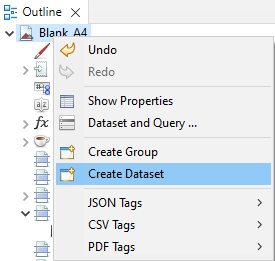 Outline
Blank_A4
Undo
Redo
Show Properties
Dataset and Query ...
Create Group
Create Dataset
JSON Tags
CSV Tags
PDF Tags